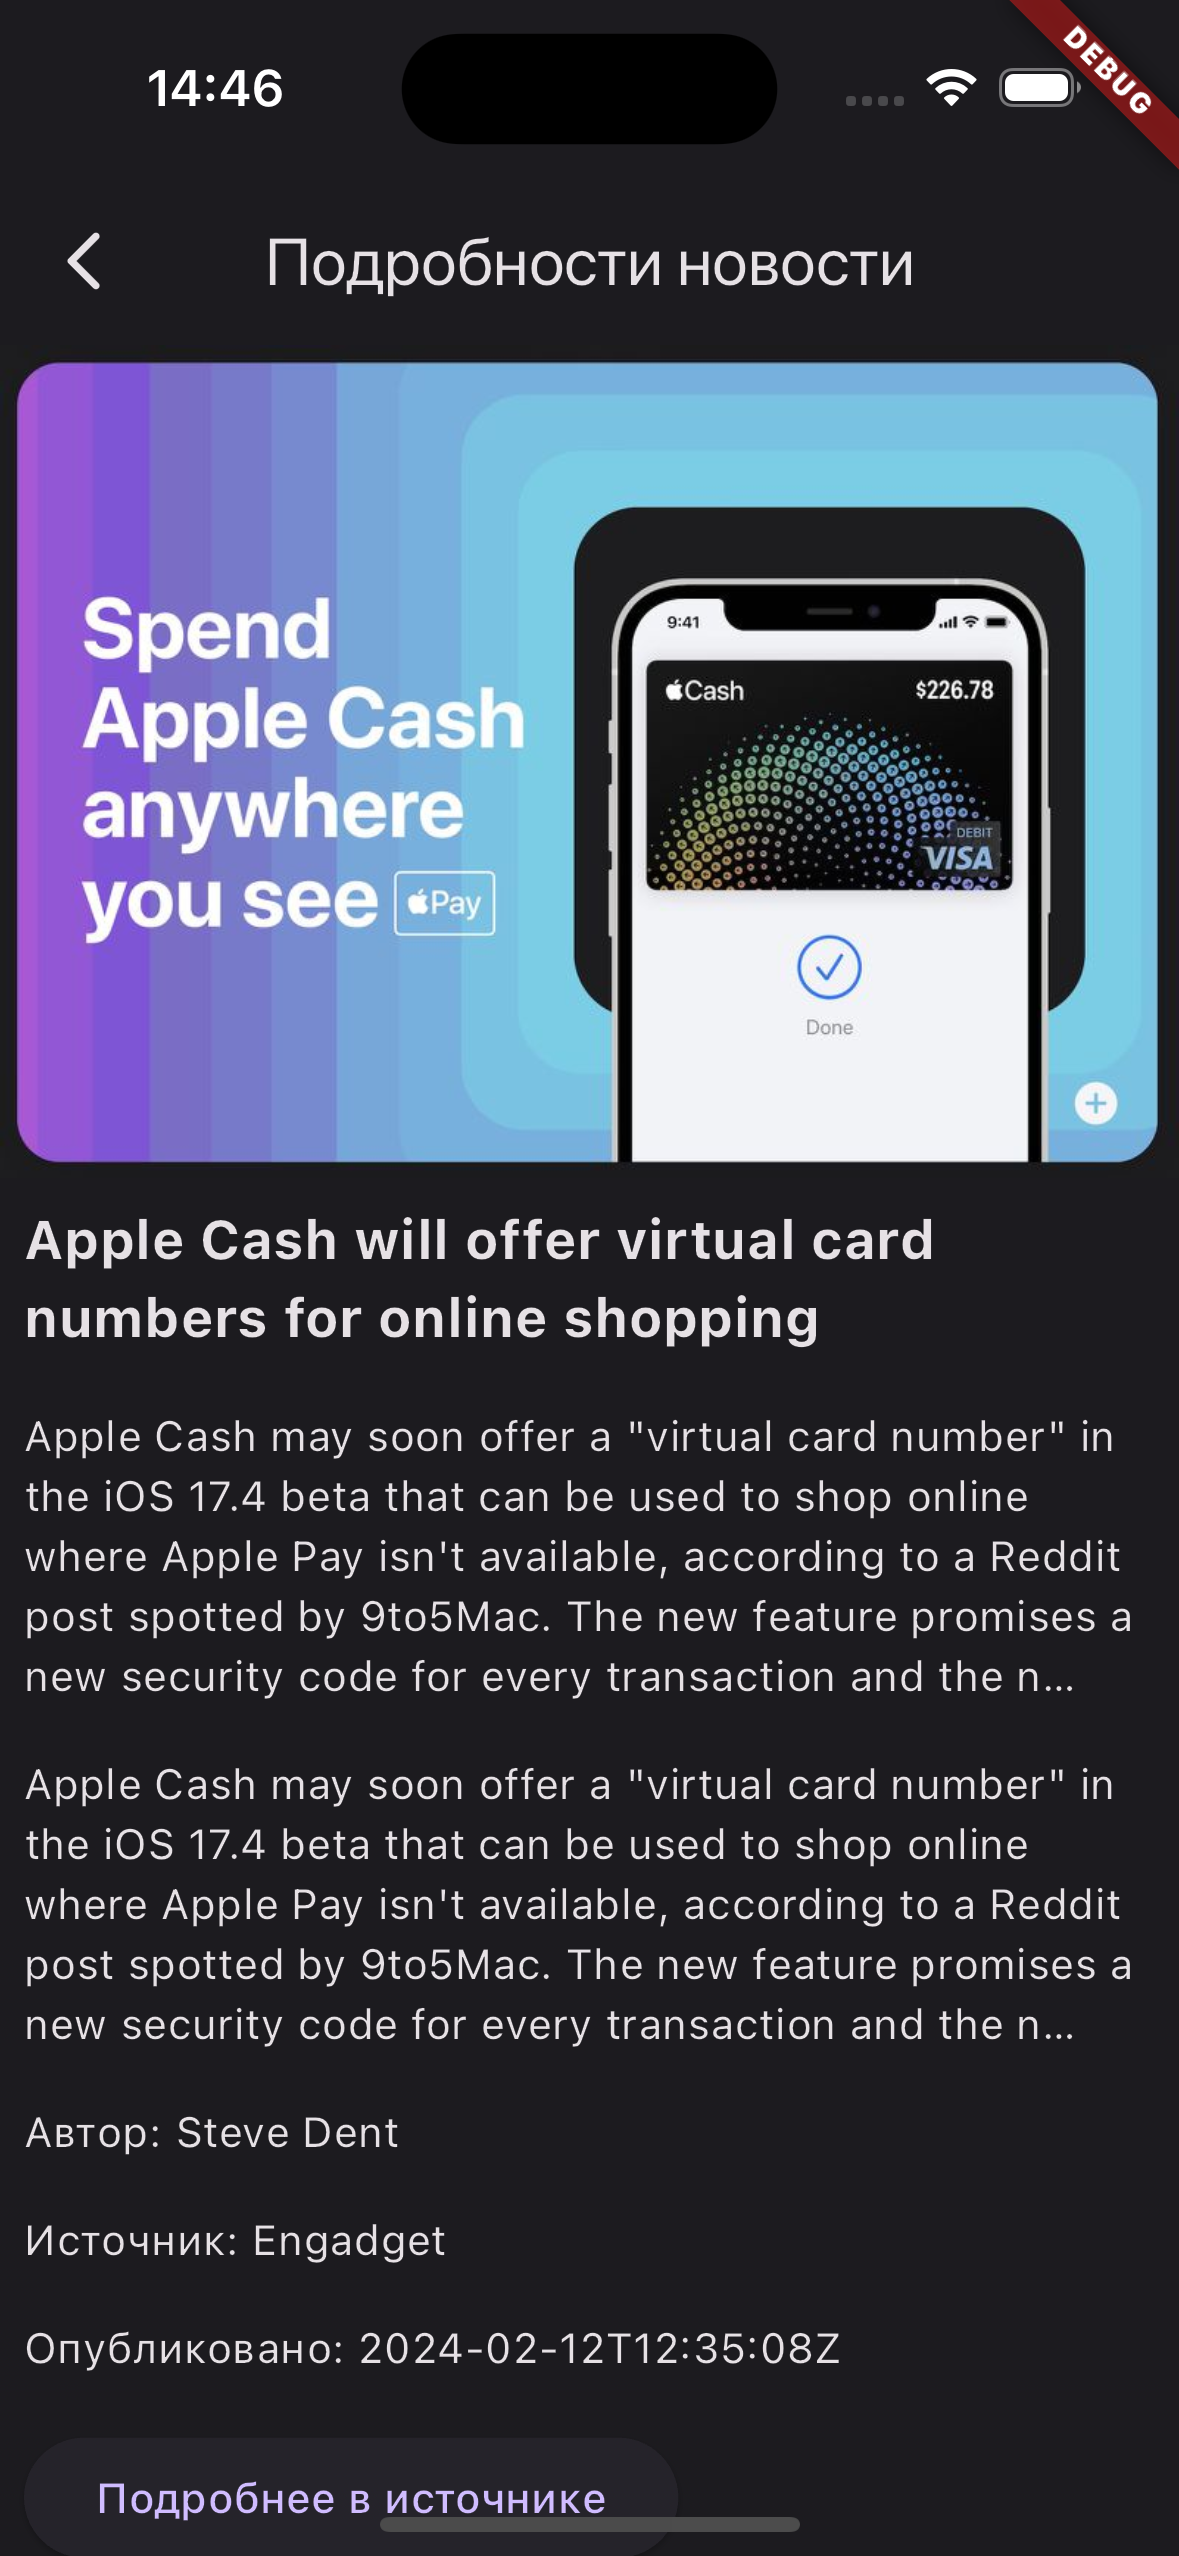 14:46
DEBUG
Подробности новости
Spend
Apple Cash
anywhere
you see Pay
9:41
Cash $226.78
DEBIT
VISA
Done
Apple Cash will offer virtual card
numbers for online shopping
Apple Cash may soon offer a "virtual card number" in
the iOS 17.4 beta that can be used to shop online
where Apple Pay isn't available, according to a Reddit
post spotted by 9to5Mac. The new feature promises a
new security code for every transaction and the n…
Apple Cash may soon offer a "virtual card number" in
the iOS 17.4 beta that can be used to shop online
where Apple Pay isn't available, according to a Reddit
post spotted by 9to5Mac. The new feature promises a
new security code for every transaction and the n…
Автор: Steve Dent
Источник: Engadget
Опубликовано: 2024-02-12T12:35:08Z
Подробнее в источнике